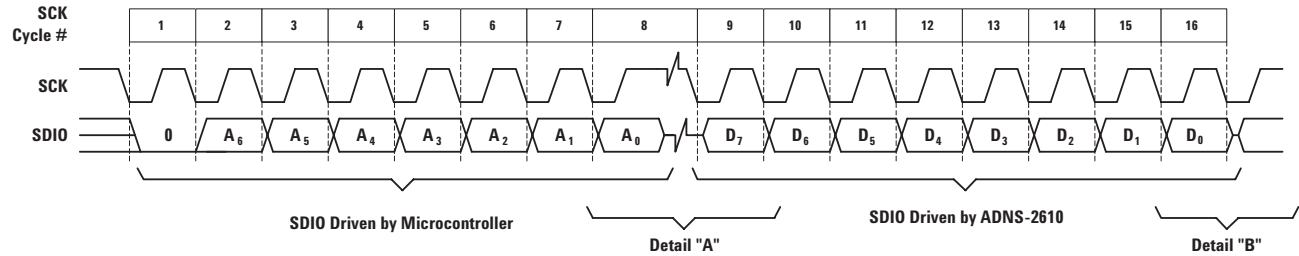 SCK
Cycle #
1 2 3 4 5 6 7 8 9 10 11 12 13 14 15 16
SCK
SDIO
0 A6 A5 A4 A3 A2 A1 A0 D7 D6 D5 D4 D3 D2 D1 D0
SDIO Driven by Microcontroller
SDIO Driven by ADNS-2610
Detail "A"
Detail "B"